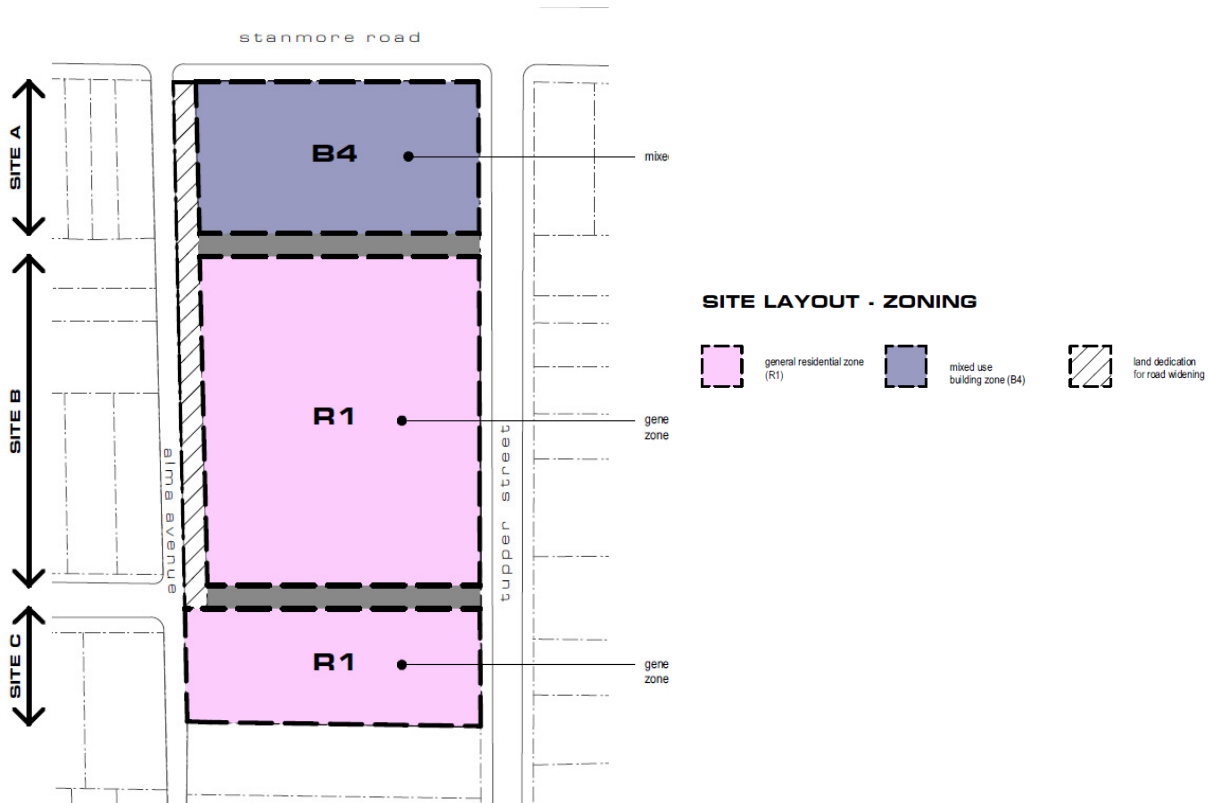 stanmore road
SITE A
B4
mixe
SITE B
R1
gene
zone
alma avenue
tupper street
SITE C
R1
gene
zone
SITE LAYOUT - ZONING
general residential zone
(R1)
mixed use
building zone (B4)
land dedication
for road widening